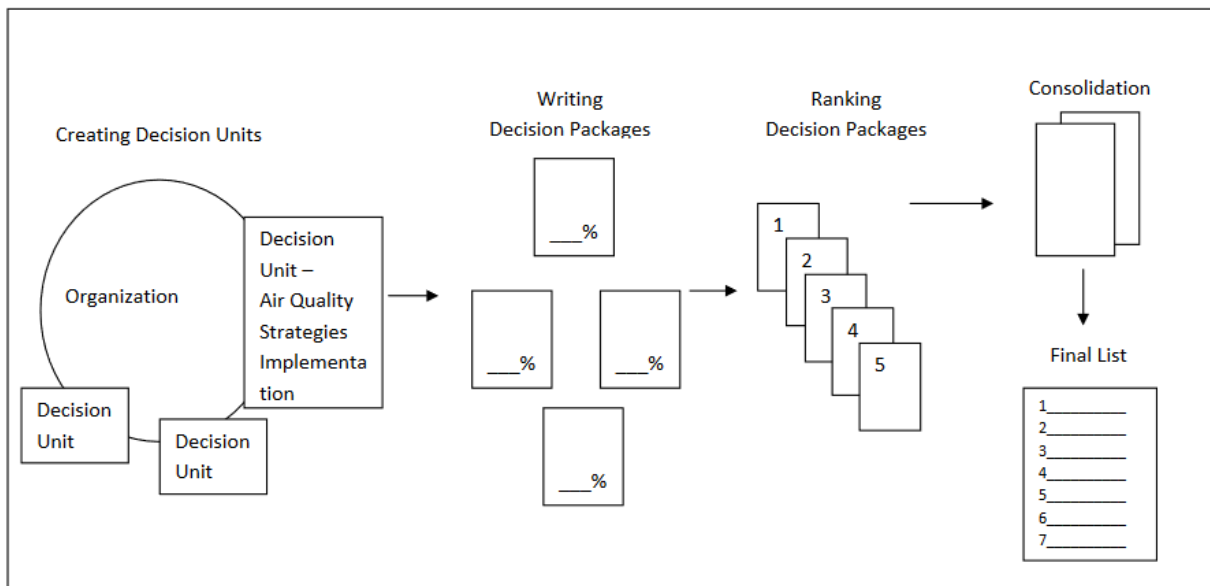 Creating Decision Units
Organization
Decision
Unit –
Air Quality
Strategies
Implementa
tion
Decision
Unit
Decision
Unit
Writing
Decision Packages
___%
___%
___%
___%
Ranking
Decision Packages
1
2
3
4
5
Consolidation
Final List
1_________
2_________
3_________
4_________
5_________
6_________
7_________